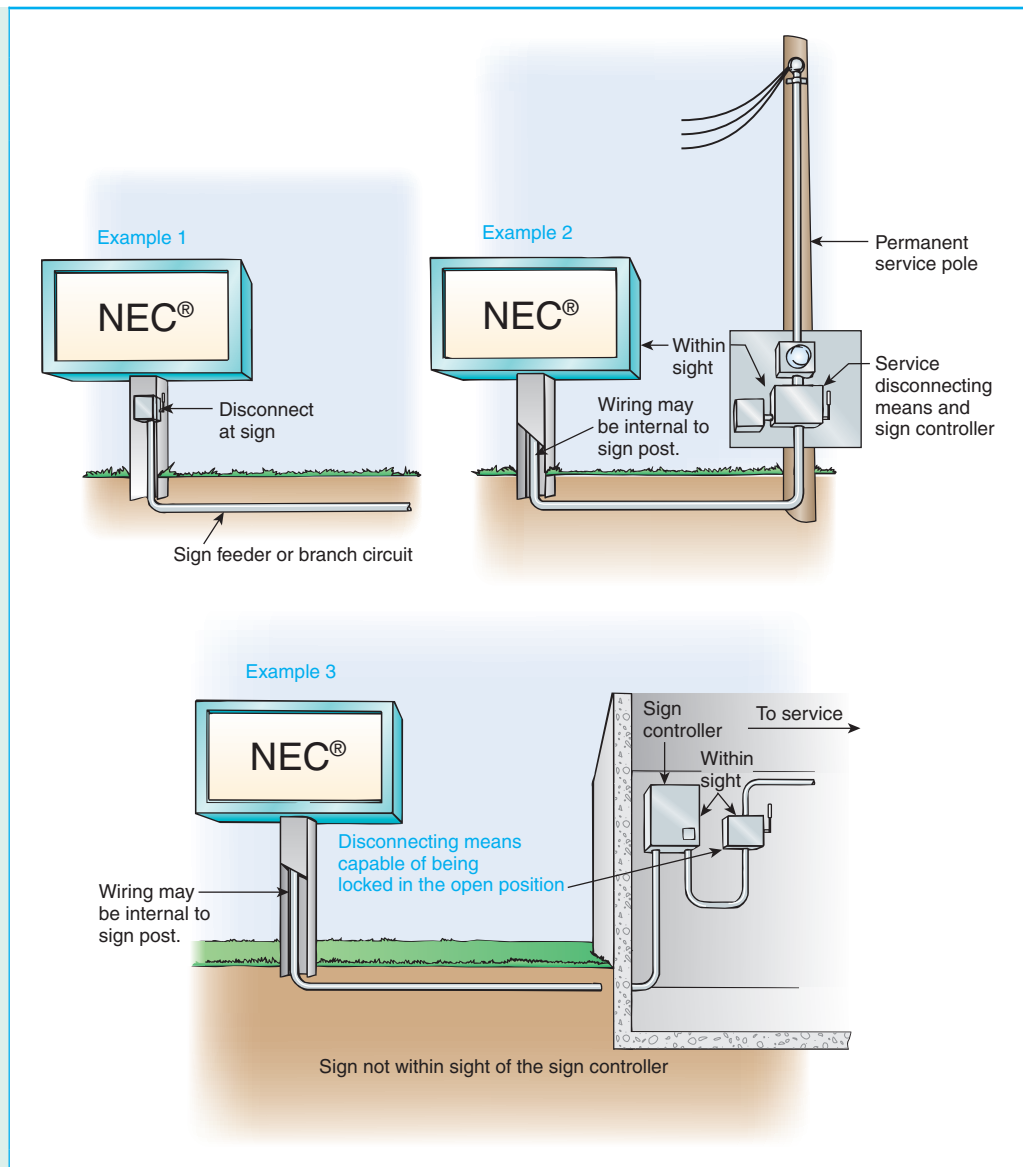 Example 1
NEC®
Disconnect
at sign
Sign feeder or branch circuit
Example 2
NEC®
Within
sight
Wiring may
be internal to
sign post.
Permanent
service pole
Service
disconnecting
means and
sign controller
Example 3
NEC®
Wiring may
be internal to
sign post.
Disconnecting means
capable of being
locked in the open position
Sign
controller
To service
Within
sight
Sign not within sight of the sign controller